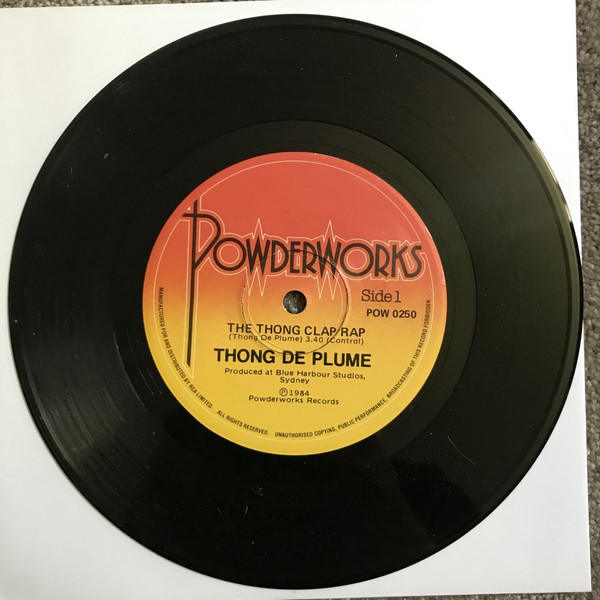 POWDERWORKS
Side 1
POW 0250
THE THONG CLAP RAP
(Thong De Plume) 3.40 (Control)
THONG DE PLUME
Produced at Blue Harbour Studios,
Sydney
℗1984
Powderworks Records
MANUFACTURED FOR AND DISTRIBUTED BY RCA LIMITED. ALL RIGHTS RESERVED. UNAUTHORISED COPYING, PUBLIC PERFORMANCE, BROADCASTING OF THIS RECORD FORBIDDEN